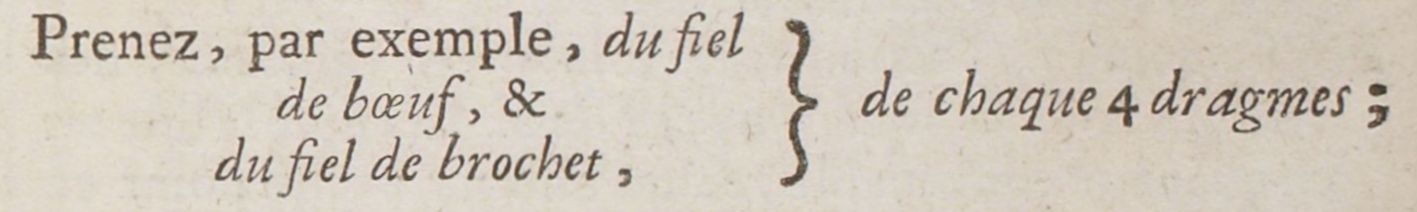 Prenez, par exemple, du fiel
de bœuf, &
du fiel de brochet,
} de chaque 4 dragmes;